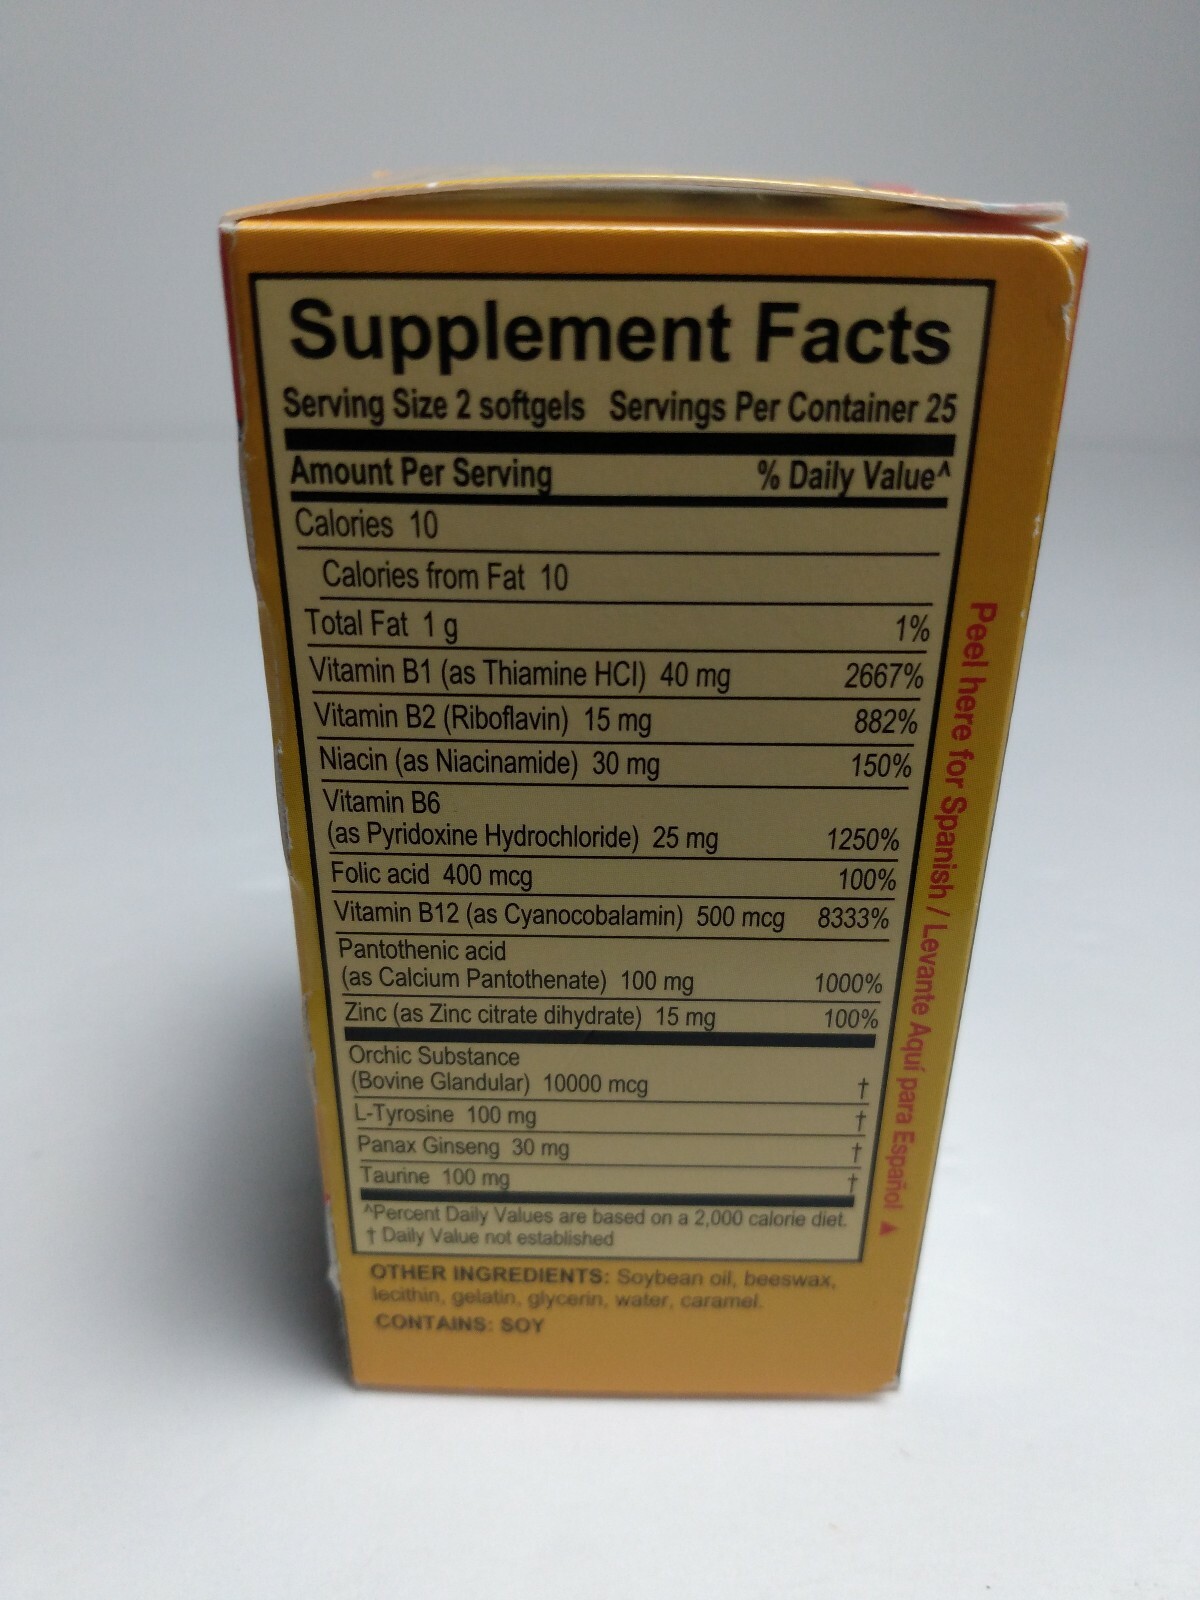 Supplement Facts
Serving Size 2 softgels Servings Per Container 25
Amount Per Serving % Daily Value^
Calories 10
Calories from Fat 10
Total Fat 1 g 1%
Vitamin B1 (as Thiamine HCl) 40 mg 2667%
Vitamin B2 (Riboflavin) 15 mg 882%
Niacin (as Niacinamide) 30 mg 150%
Vitamin B6
(as Pyridoxine Hydrochloride) 25 mg 1250%
Folic acid 400 mcg 100%
Vitamin B12 (as Cyanocobalamin) 500 mcg 8333%
Pantothenic acid
(as Calcium Pantothenate) 100 mg 1000%
Zinc (as Zinc citrate dihydrate) 15 mg 100%
Orchic Substance
(Bovine Glandular) 10000 mcg †
L-Tyrosine 100 mg †
Panax Ginseng 30 mg †
Taurine 100 mg †
^Percent Daily Values are based on a 2,000 calorie diet.
† Daily Value not established
OTHER INGREDIENTS: Soybean oil, beeswax,
lecithin, gelatin, glycerin, water, caramel.
CONTAINS: SOY
Peel here for Spanish / Levante Aquí para Español ▲